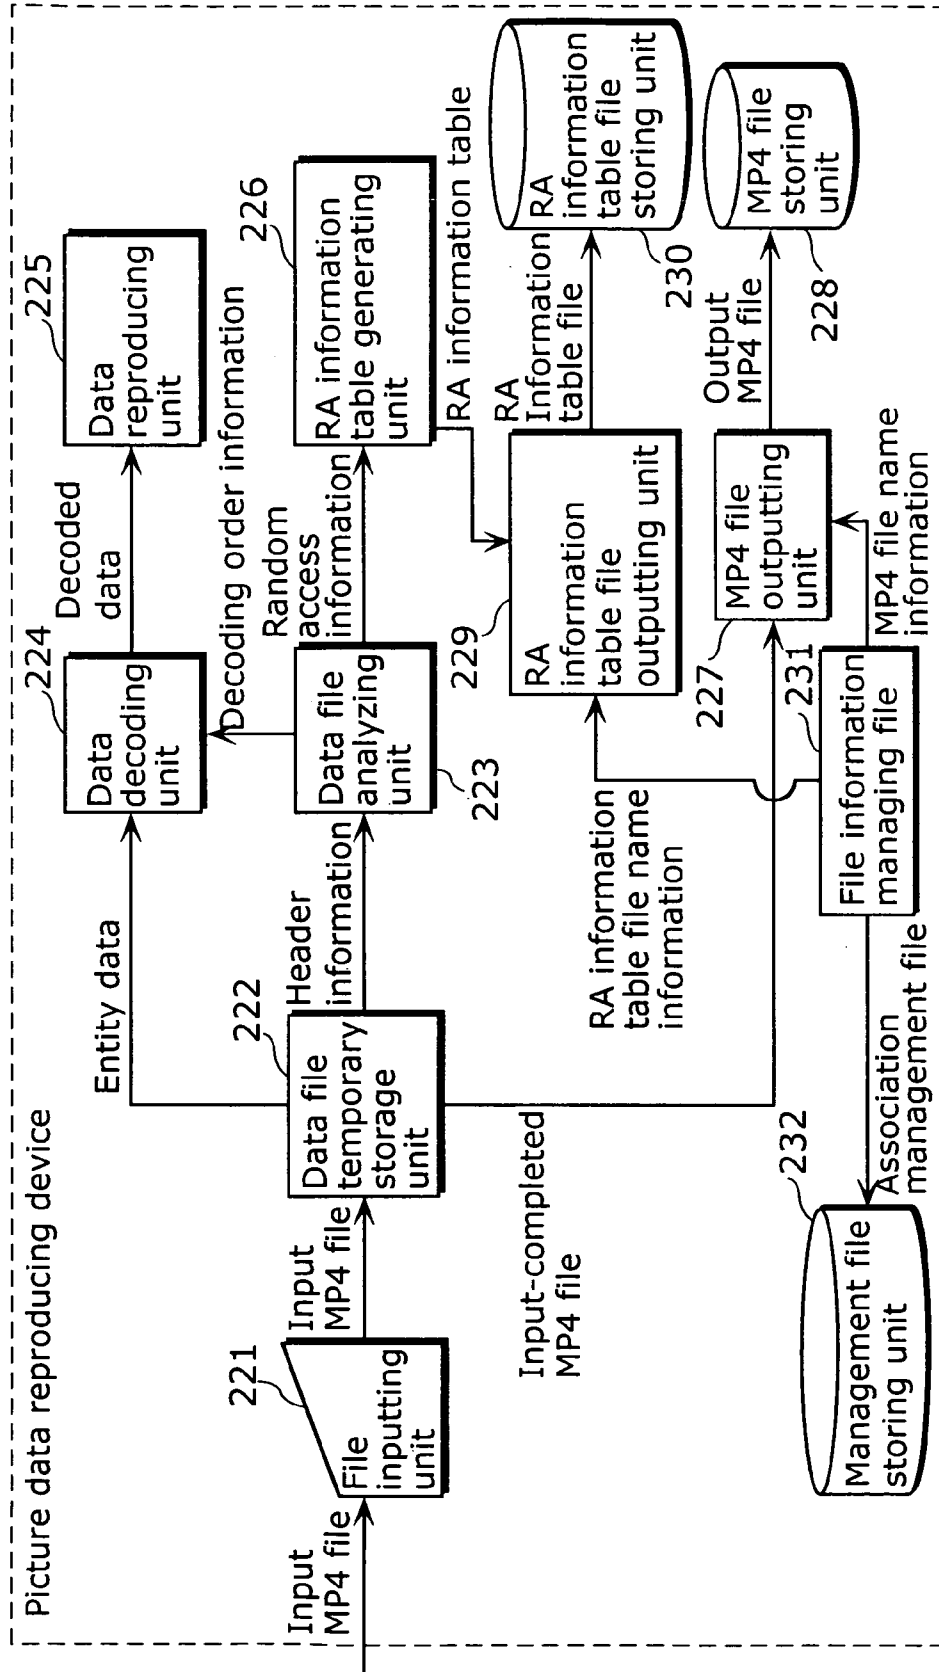 Picture data reproducing device
Input
MP4 file
221
File
inputting
unit
Input
MP4 file
222
Data file
temporary
storage
unit
Entity data
Header
information
Input-completed
MP4 file
224
Data
decoding
unit
Decoded
data
225
Data
reproducing
unit
Decoding order information
Data file
analyzing
unit
223
Random
access
information
226
RA information
table generating
unit
RA information table
229
RA
information
table file
outputting unit
RA
Information
table file
RA
information
table file
storing unit
230
RA information
table file name
information
227
MP4 file
outputting
unit
Output
MP4 file
MP4 file
storing
unit
228
231
File information
managing file
MP4 file name
information
Association
management file
232
Management file
storing unit